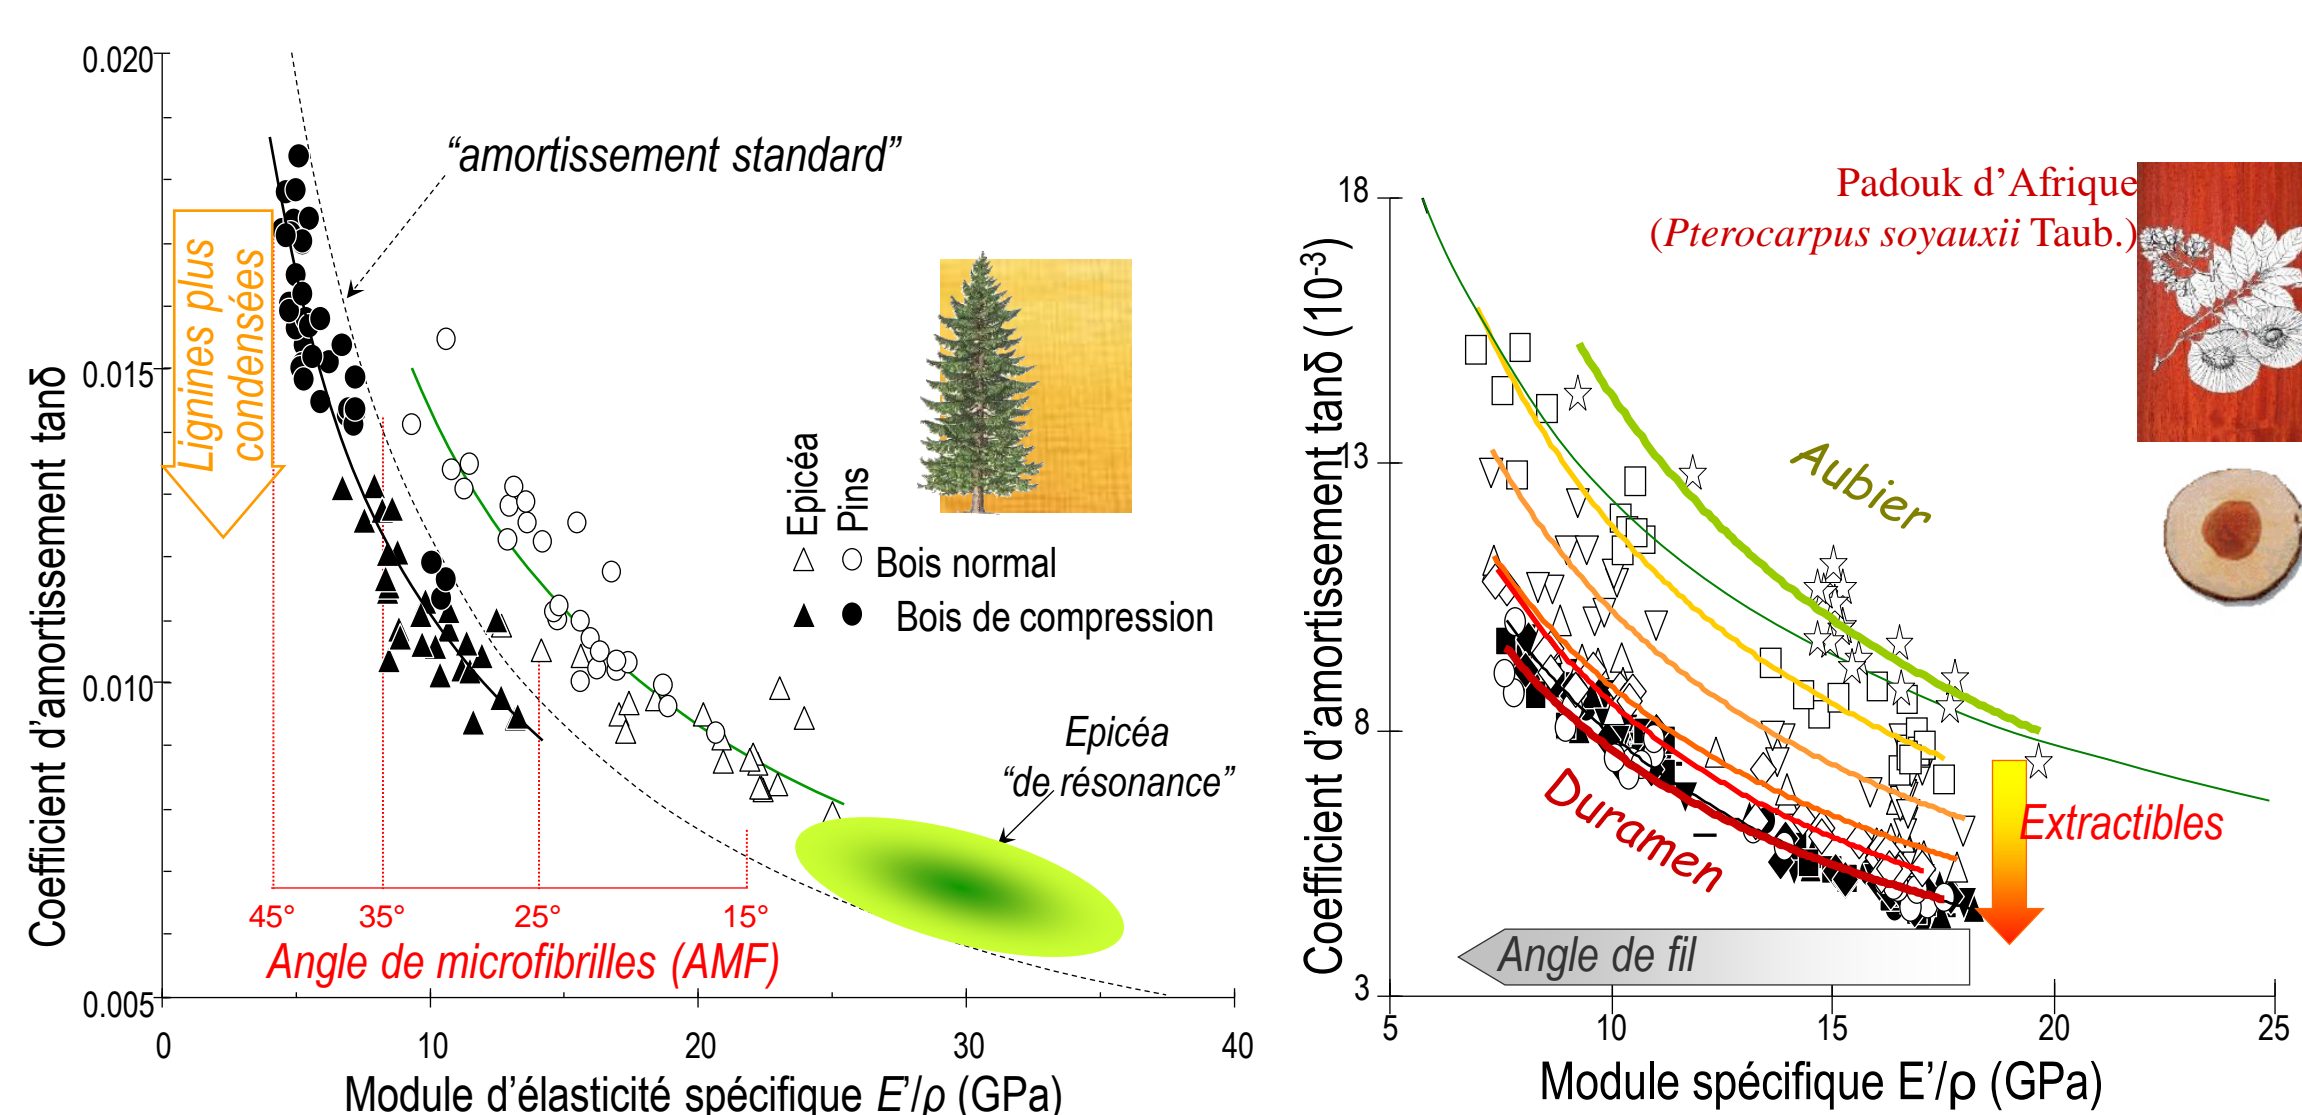 0.020
0.015
0.010
0.005
Coefficient d’amortissement tanδ
Lignines plus
condensées
“amortissement standard”
Epicéa
Pins
Bois normal
Bois de compression
Epicéa
“de résonance”
45° 35° 25° 15°
Angle de microfibrilles (AMF)
0 10 20 30 40
Module d’élasticité spécifique E’/ρ (GPa)
Padouk d’Afrique
(Pterocarpus soyauxii Taub.)
18
13
8
3
Coefficient d’amortissement tanδ (10-3)
Aubier
Duramen
Extractibles
Angle de fil
5 10 15 20 25
Module spécifique E’/ρ (GPa)